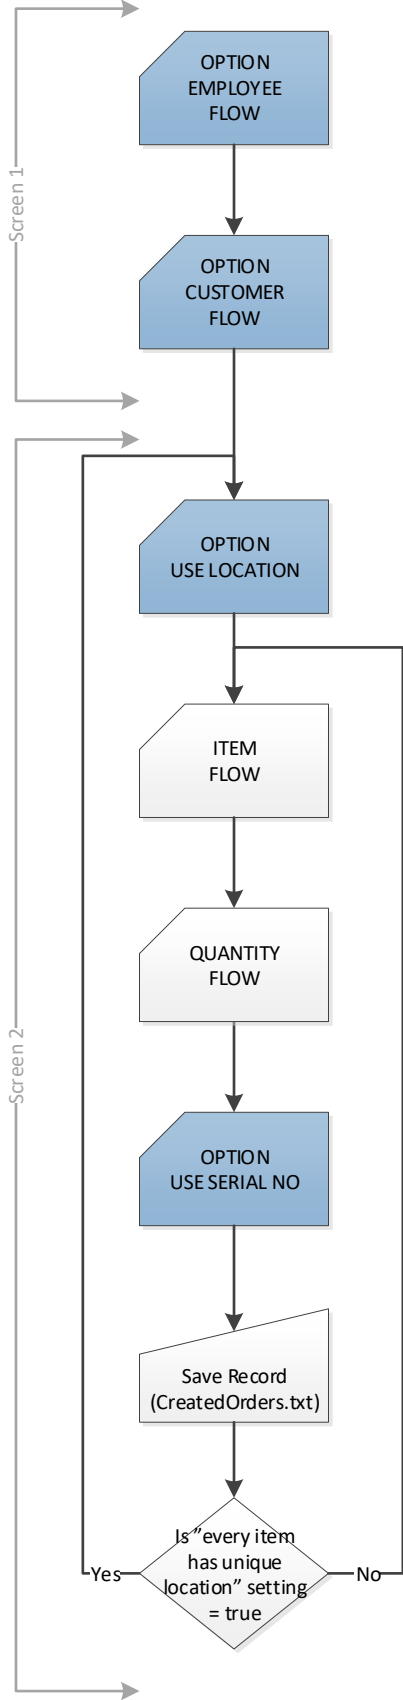 OPTION
EMPLOYEE
FLOW
Screen 1
OPTION
CUSTOMER
FLOW
OPTION
USE LOCATION
ITEM
FLOW
QUANTITY
FLOW
Screen 2
OPTION
USE SERIAL NO
Save Record
(CreatedOrders.txt)
Is ”every item
has unique
location” setting
= true
Yes
No